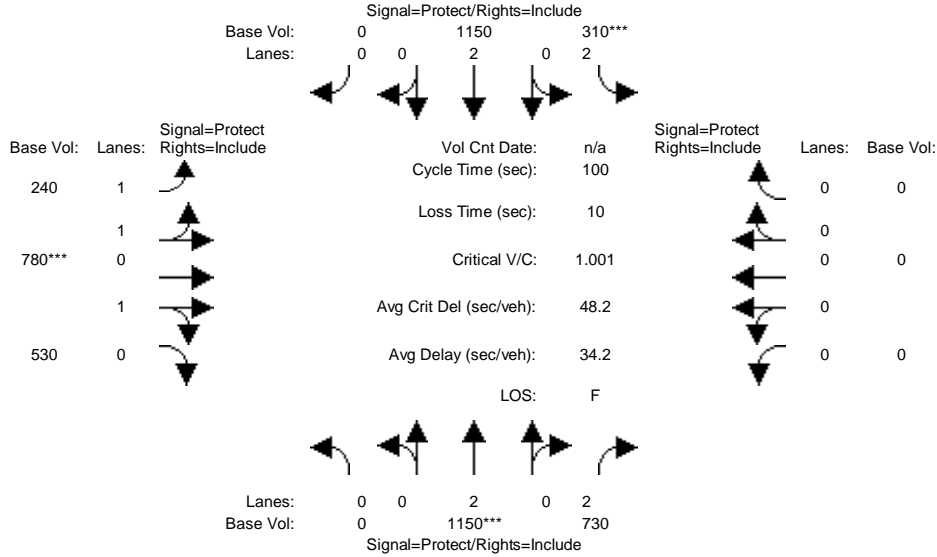 Signal=Protect/Rights=Include
Base Vol: 0 1150 310***
Lanes: 0 0 2 0 2
Signal=Protect Signal=Protect
Base Vol: Lanes: Rights=Include Vol Cnt Date: n/a Rights=Include Lanes: Base Vol:
Cycle Time (sec): 100
240 1 0 0
Loss Time (sec): 10
1 0
780*** 0 Critical V/C: 1.001 0 0
1 Avg Crit Del (sec/veh): 48.2 0
530 0 Avg Delay (sec/veh): 34.2 0 0
LOS: F
Lanes: 0 0 2 0 2
Base Vol: 0 1150*** 730
Signal=Protect/Rights=Include